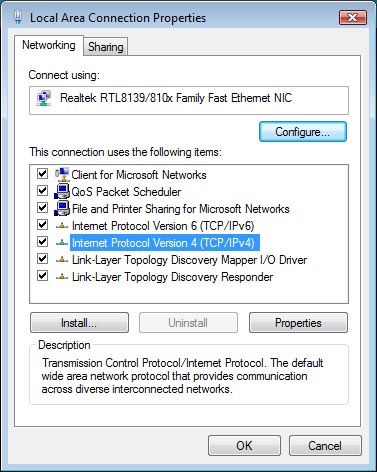 Local Area Connection Properties
Networking
Sharing
Connect using:
Realtek RTL8139/810x Family Fast Ethernet NIC
Configure...
This connection uses the following items:
Client for Microsoft Networks
QoS Packet Scheduler
File and Printer Sharing for Microsoft Networks
Internet Protocol Version 6 (TCP/IPv6)
Internet Protocol Version 4 (TCP/IPv4)
Link-Layer Topology Discovery Mapper I/O Driver
Link-Layer Topology Discovery Responder
Install...
Uninstall
Properties
Description
Transmission Control Protocol/Internet Protocol. The default
wide area network protocol that provides communication
across diverse interconnected networks.
OK
Cancel